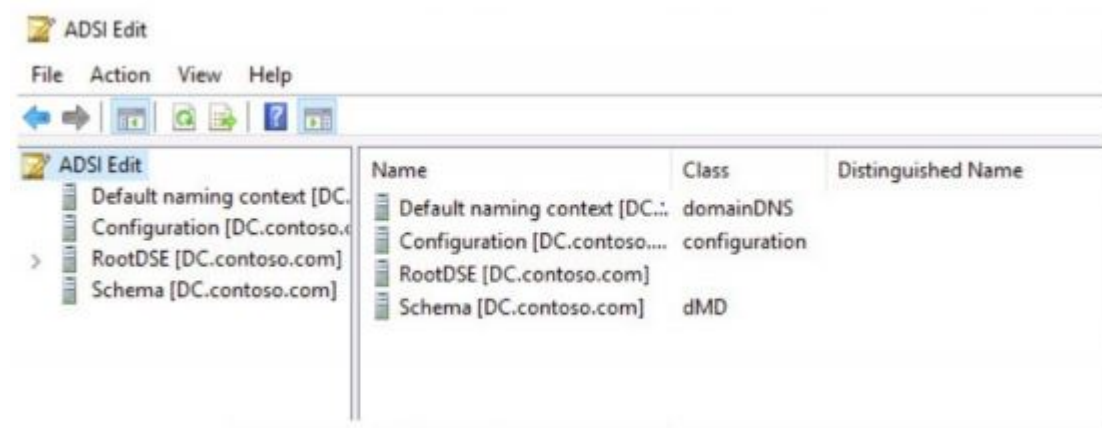 ADSI Edit
File Action View Help
ADSI Edit
Default naming context [DC.
Configuration [DC.contoso.c
RootDSE [DC.contoso.com]
Schema [DC.contoso.com]
Name Class Distinguished Name
Default naming context [DC.... domainDNS
Configuration [DC.contoso.... configuration
RootDSE [DC.contoso.com]
Schema [DC.contoso.com] dMD